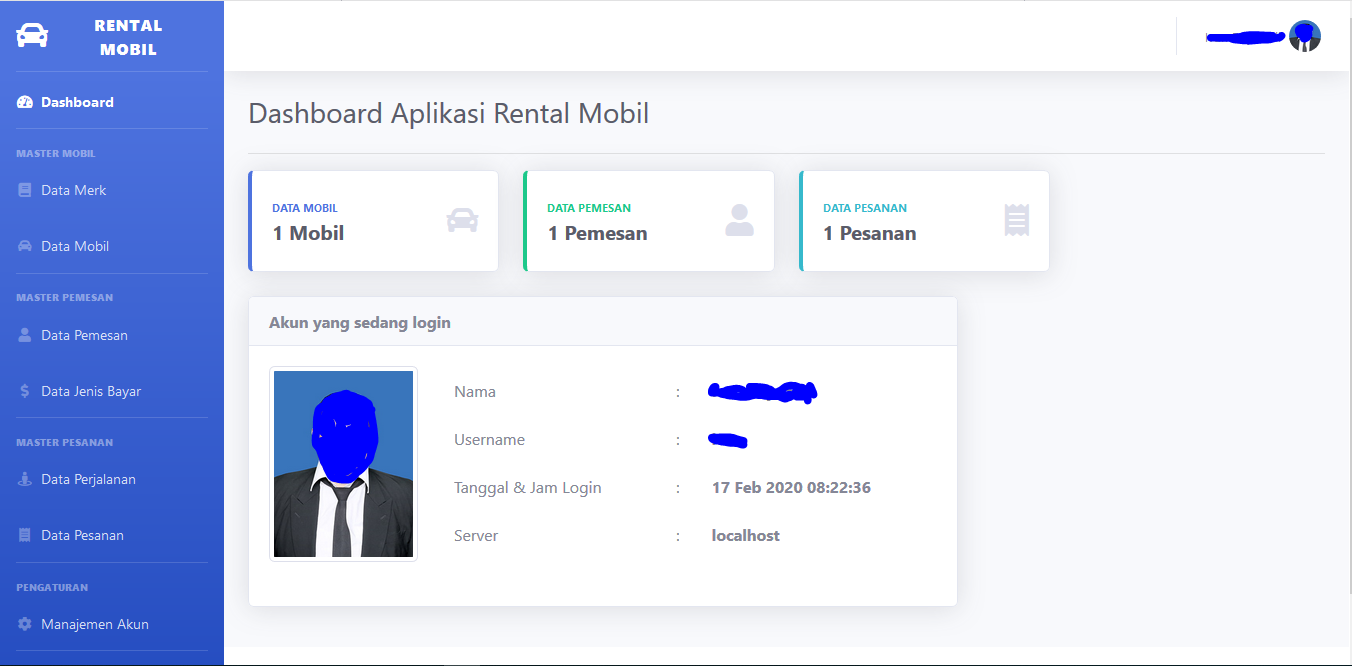 RENTAL
MOBIL
Dashboard
MASTER MOBIL
Data Merk
Data Mobil
MASTER PEMESAN
Data Pemesan
Data Jenis Bayar
MASTER PESANAN
Data Perjalanan
Data Pesanan
PENGATURAN
Manajemen Akun
Dashboard Aplikasi Rental Mobil
DATA MOBIL
1 Mobil
DATA PEMESAN
1 Pemesan
DATA PESANAN
1 Pesanan
Akun yang sedang login
Nama :
Username :
Tanggal & Jam Login : 17 Feb 2020 08:22:36
Server : localhost